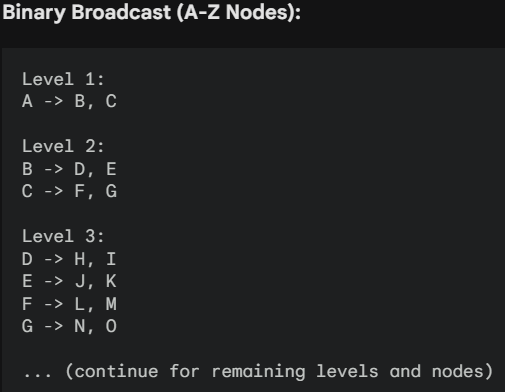 Binary Broadcast (A-Z Nodes):
Level 1:
A -> B, C
Level 2:
B -> D, E
C -> F, G
Level 3:
D -> H, I
E -> J, K
F -> L, M
G -> N, O
... (continue for remaining levels and nodes)